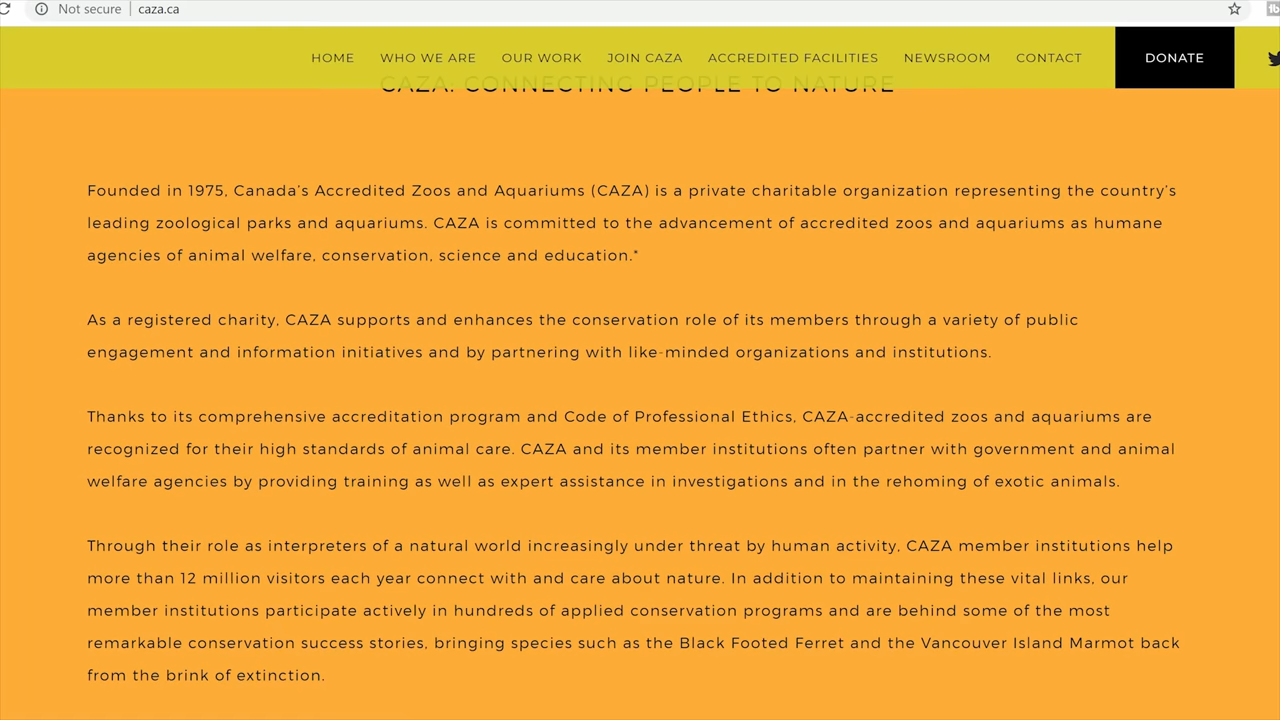 Not secure | caza.ca
HOME WHO WE ARE OUR WORK JOIN CAZA ACCREDITED FACILITIES NEWSROOM CONTACT DONATE
CAZA: CONNECTING PEOPLE TO NATURE
Founded in 1975, Canada's Accredited Zoos and Aquariums (CAZA) is a private charitable organization representing the country's
leading zoological parks and aquariums. CAZA is committed to the advancement of accredited zoos and aquariums as humane
agencies of animal welfare, conservation, science and education.*
As a registered charity, CAZA supports and enhances the conservation role of its members through a variety of public
engagement and information initiatives and by partnering with like-minded organizations and institutions.
Thanks to its comprehensive accreditation program and Code of Professional Ethics, CAZA-accredited zoos and aquariums are
recognized for their high standards of animal care. CAZA and its member institutions often partner with government and animal
welfare agencies by providing training as well as expert assistance in investigations and in the rehoming of exotic animals.
Through their role as interpreters of a natural world increasingly under threat by human activity, CAZA member institutions help
more than 12 million visitors each year connect with and care about nature. In addition to maintaining these vital links, our
member institutions participate actively in hundreds of applied conservation programs and are behind some of the most
remarkable conservation success stories, bringing species such as the Black Footed Ferret and the Vancouver Island Marmot back
from the brink of extinction.